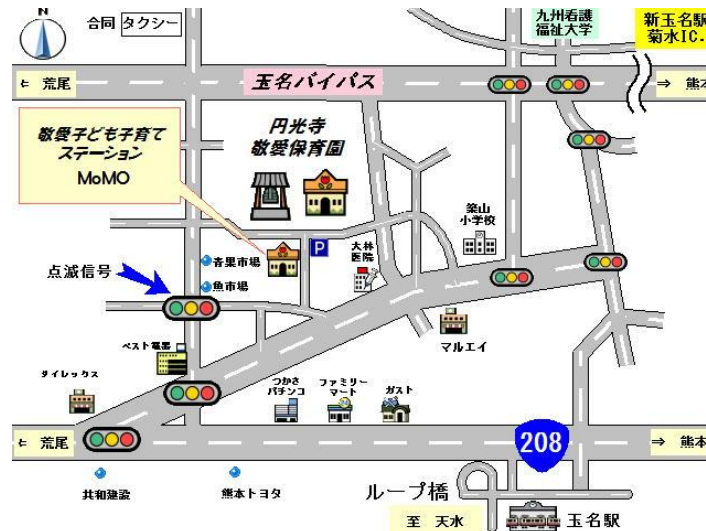 N
合同 タクシー
九州看護
福祉大学
新玉名駅
菊水IC.
⇐ 荒尾
玉名バイパス
⇒ 熊本
敬愛子ども子育て
ステーション
MoMO
円光寺
敬愛保育園
築山
小学校
P
大林
医院
青果市場
魚市場
点滅信号
マルエイ
ベスト電器
ダイレックス
つかさ
パチンコ
ファミリー
マート
ガスト
⇐ 荒尾
208
⇒ 熊本
共和建設
熊本トヨタ
ループ橋
至 天水
玉名駅